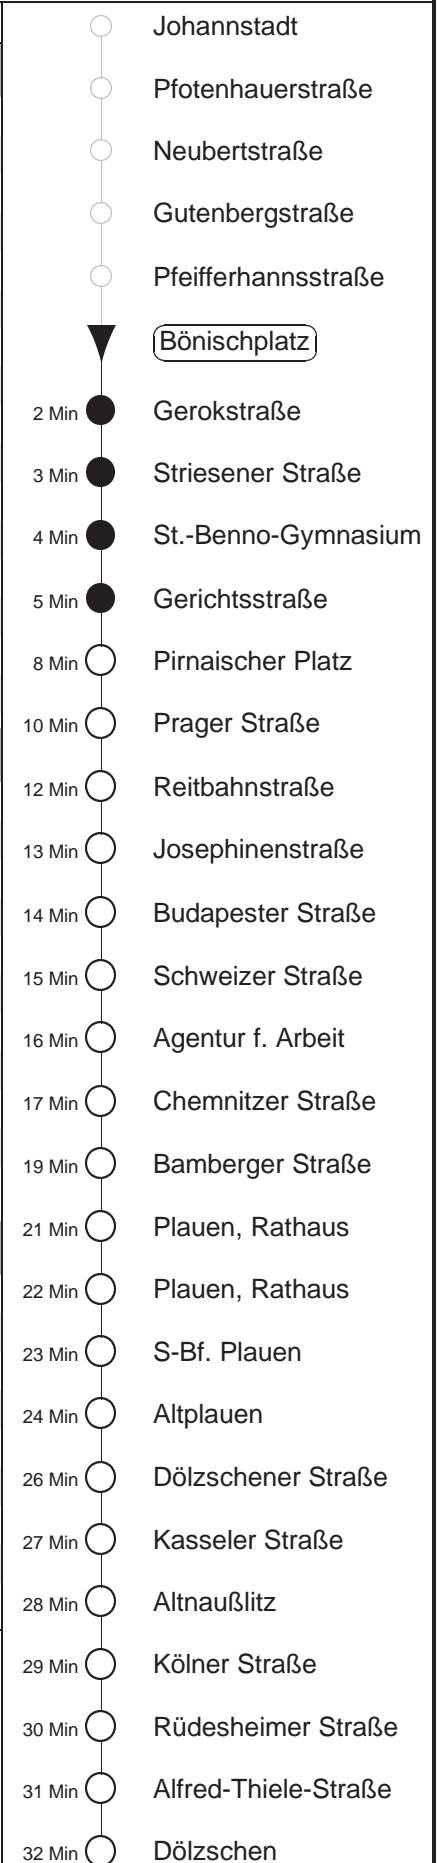 Johannstadt
Pfotenhauerstraße
Neubertstraße
Gutenbergstraße
Pfeifferhannsstraße
Bönischplatz
2 Min Gerokstraße
3 Min Striesener Straße
4 Min St.-Benno-Gymnasium
5 Min Gerichtsstraße
8 Min Pirnaischer Platz
10 Min Prager Straße
12 Min Reitbahnstraße
13 Min Josephinenstraße
14 Min Budapester Straße
15 Min Schweizer Straße
16 Min Agentur f. Arbeit
17 Min Chemnitzer Straße
19 Min Bamberger Straße
21 Min Plauen, Rathaus
22 Min Plauen, Rathaus
23 Min S-Bf. Plauen
24 Min Altplauen
26 Min Dölzschener Straße
27 Min Kasseler Straße
28 Min Altnaußlitz
29 Min Kölner Straße
30 Min Rüdesheimer Straße
31 Min Alfred-Thiele-Straße
32 Min Dölzschen